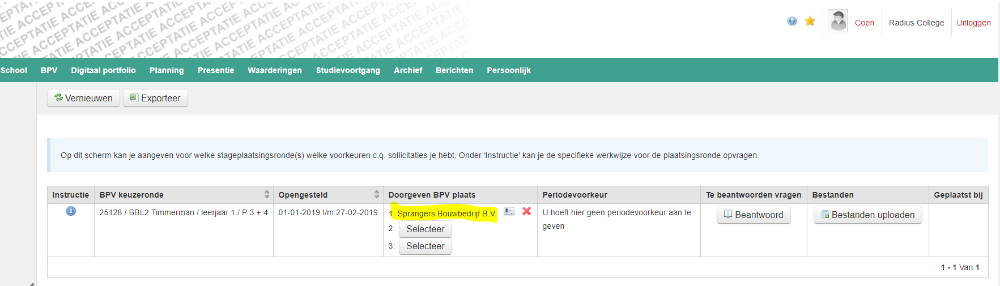 ACCEPTATIE ACCEPTATIE ACCEPTATIE ACCEPTATIE
Coen
Radius College
Uitloggen
School BPV Digitaal portfolio Planning Presentie Waarderingen Studievoortgang Archief Berichten Persoonlijk
Vernieuwen Exporteer
Op dit scherm kan je aangeven voor welke stageplaatsingsronde(s) welke voorkeuren c.q. sollicitaties je hebt. Onder 'Instructie' kan je de specifieke werkwijze voor de plaatsingsronde opvragen.
Instructie BPV keuzeronde Opengesteld Doorgeven BPV plaats Periodevoorkeur Te beantwoorden vragen Bestanden Geplaatst bij
25128 / BBL2 Timmerman / leerjaar 1 / P 3 + 4
01-01-2019 t/m 27-02-2019
1: Sprangers Bouwbedrijf B.V.
2: Selecteer
3: Selecteer
U hoeft hier geen periodevoorkeur aan te
geven
Beantwoord
Bestanden uploaden
1 - 1 Van 1